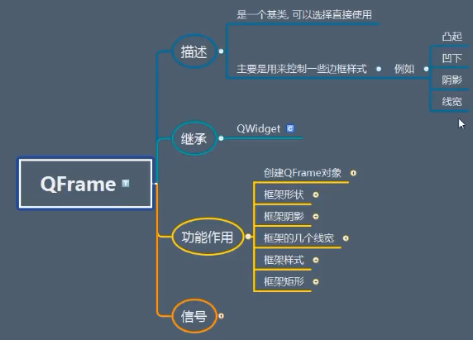 是一个基类, 可以选择直接使用
描述
主要是用来控制一些边框样式
例如
凸起
凹下
阴影
线宽
继承
QWidget
QFrame
功能作用
创建QFrame对象
框架形状
框架阴影
框架的几个线宽
框架样式
框架矩形
信号